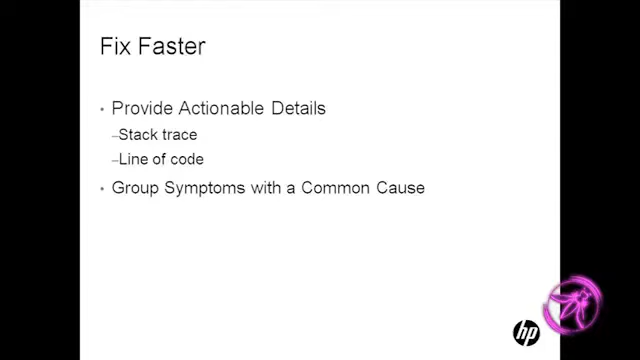 Fix Faster
• Provide Actionable Details
–Stack trace
–Line of code
• Group Symptoms with a Common Cause
hp